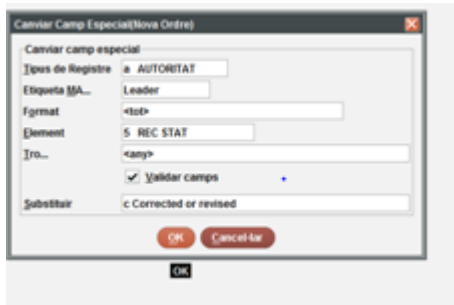 Canviar Camp Especial(Nova Ordre)
Canviar camp especial
Tipus de Registre a AUTORITAT
Etiqueta MA... Leader
Format <tot>
Element 5 REC STAT
Tro... <any>
Validar camps
Substituir c Corrected or revised
OK Cancel·lar
OK